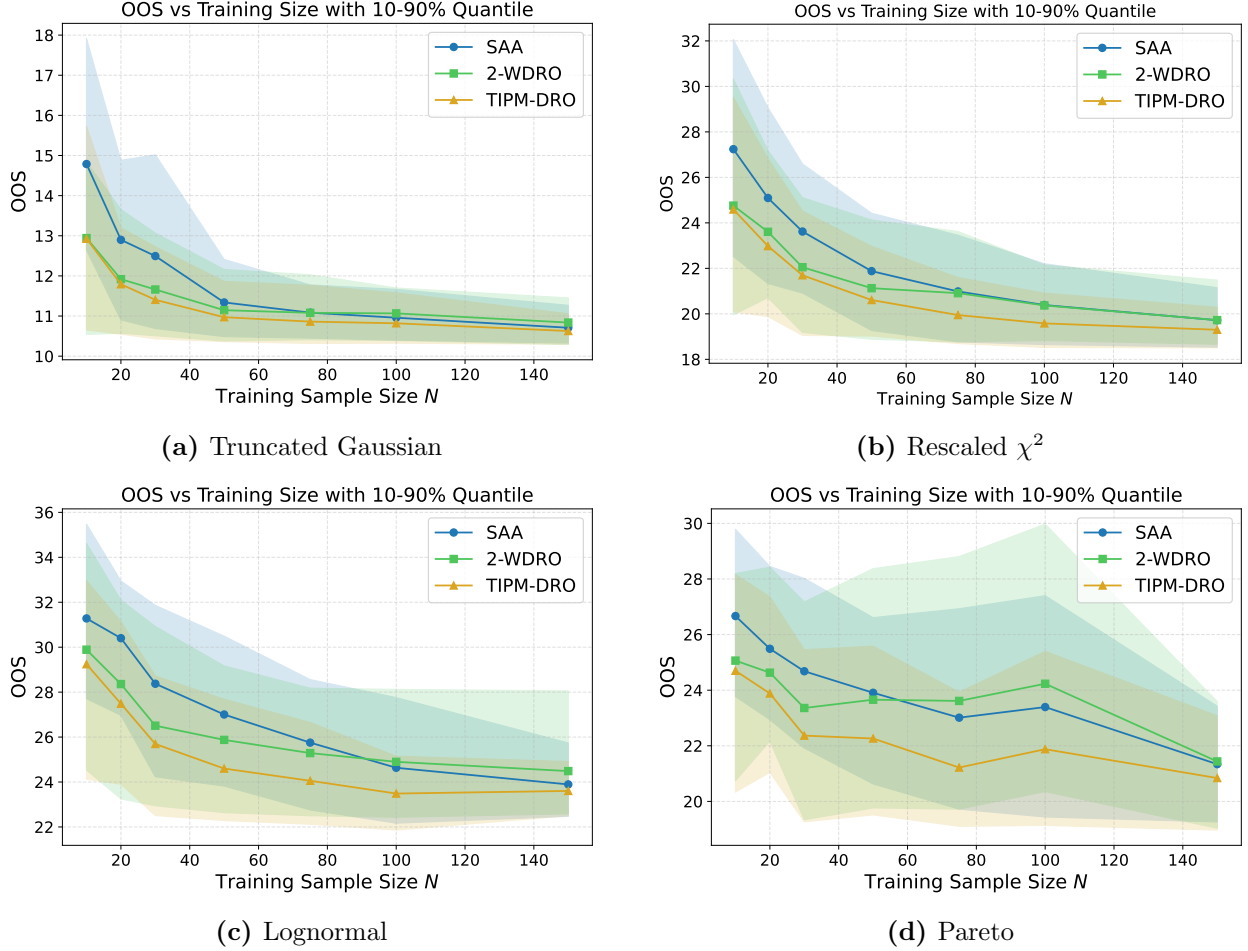 OOS vs Training Size with 10-90% Quantile
18
17
16
15
14
13
12
11
10
OOS
20 40 60 80 100 120 140
Training Sample Size N
SAA
2-WDRO
TIPM-DRO
(a) Truncated Gaussian
OOS vs Training Size with 10-90% Quantile
32
30
28
26
24
22
20
18
OOS
20 40 60 80 100 120 140
Training Sample Size N
SAA
2-WDRO
TIPM-DRO
(b) Rescaled χ²
OOS vs Training Size with 10-90% Quantile
36
34
32
30
28
26
24
22
OOS
20 40 60 80 100 120 140
Training Sample Size N
SAA
2-WDRO
TIPM-DRO
(c) Lognormal
OOS vs Training Size with 10-90% Quantile
30
28
26
24
22
20
OOS
20 40 60 80 100 120 140
Training Sample Size N
SAA
2-WDRO
TIPM-DRO
(d) Pareto